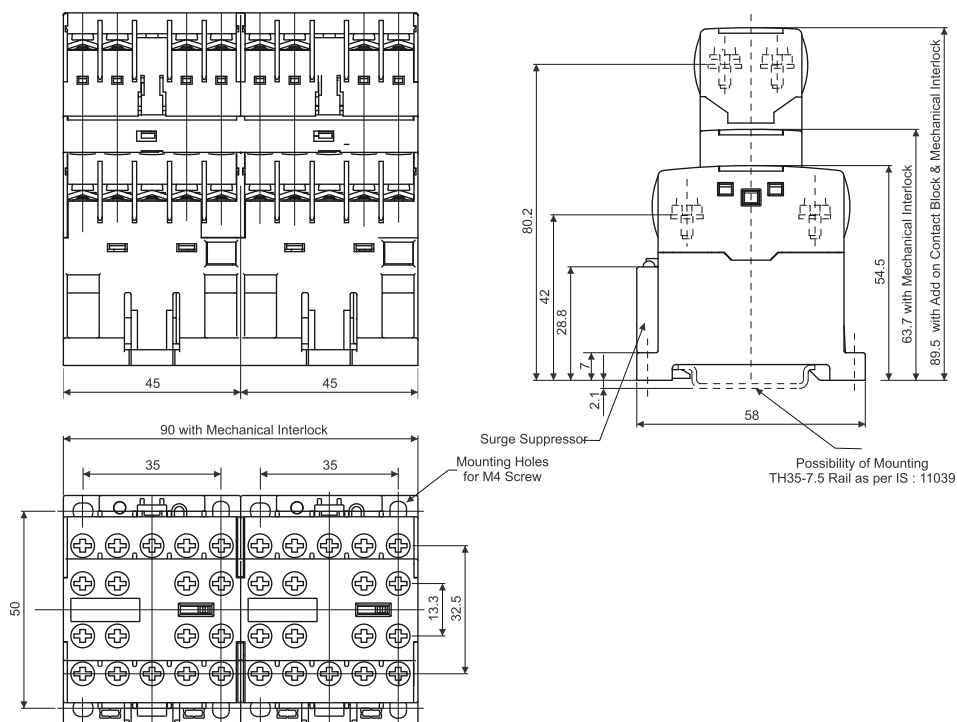 45
45
80.2
42
28.8
7
2.1
58
54.5
63.7 with Mechanical Interlock
89.5 with Add on Contact Block & Mechanical Interlock
Surge Suppressor
Possibility of Mounting
TH35-7.5 Rail as per IS : 11039
90 with Mechanical Interlock
35
35
Mounting Holes
for M4 Screw
50
13.3
32.5